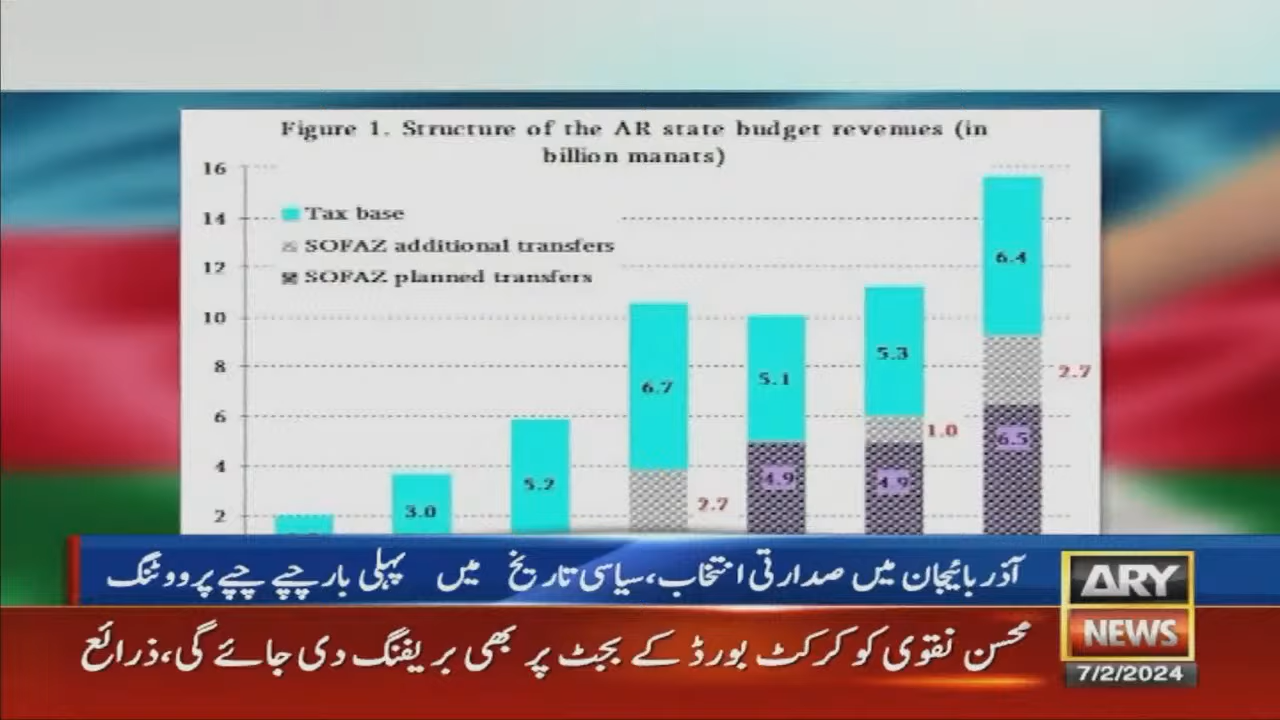 Figure 1. Structure of the AR state budget revenues (in
billion manats)
16
14
12
10
8
6
4
2
Tax base
SOFAZ additional transfers
SOFAZ planned transfers
3.0
5.2
6.7
2.7
5.1
4.9
5.3
1.0
4.9
6.4
2.7
6.5
آذربائیجان میں صدارتی انتخاب،سیاسی تاریخ میں پہلی بار چپے چپے پر ووٹنگ
محسن نقوی کو کرکٹ بورڈ کے بجٹ پر بھی بریفنگ دی جائے گی،ذرائع
ARY
NEWS
7/2/2024